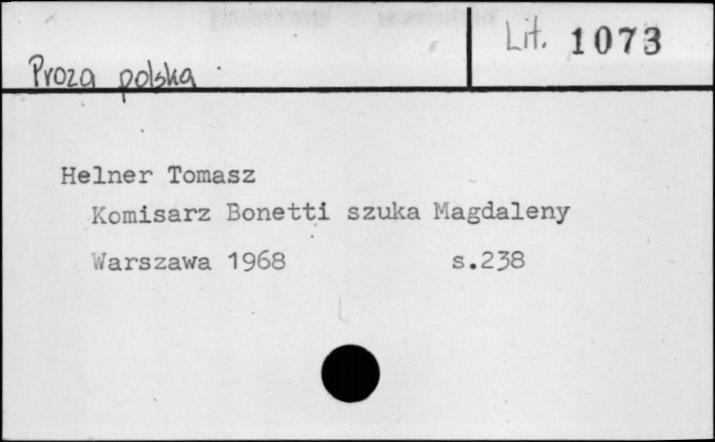 Lit. 1073
Proza polska
Helner Tomasz
Komisarz Bonetti szuka Magdaleny
Warszawa 1968 s.238